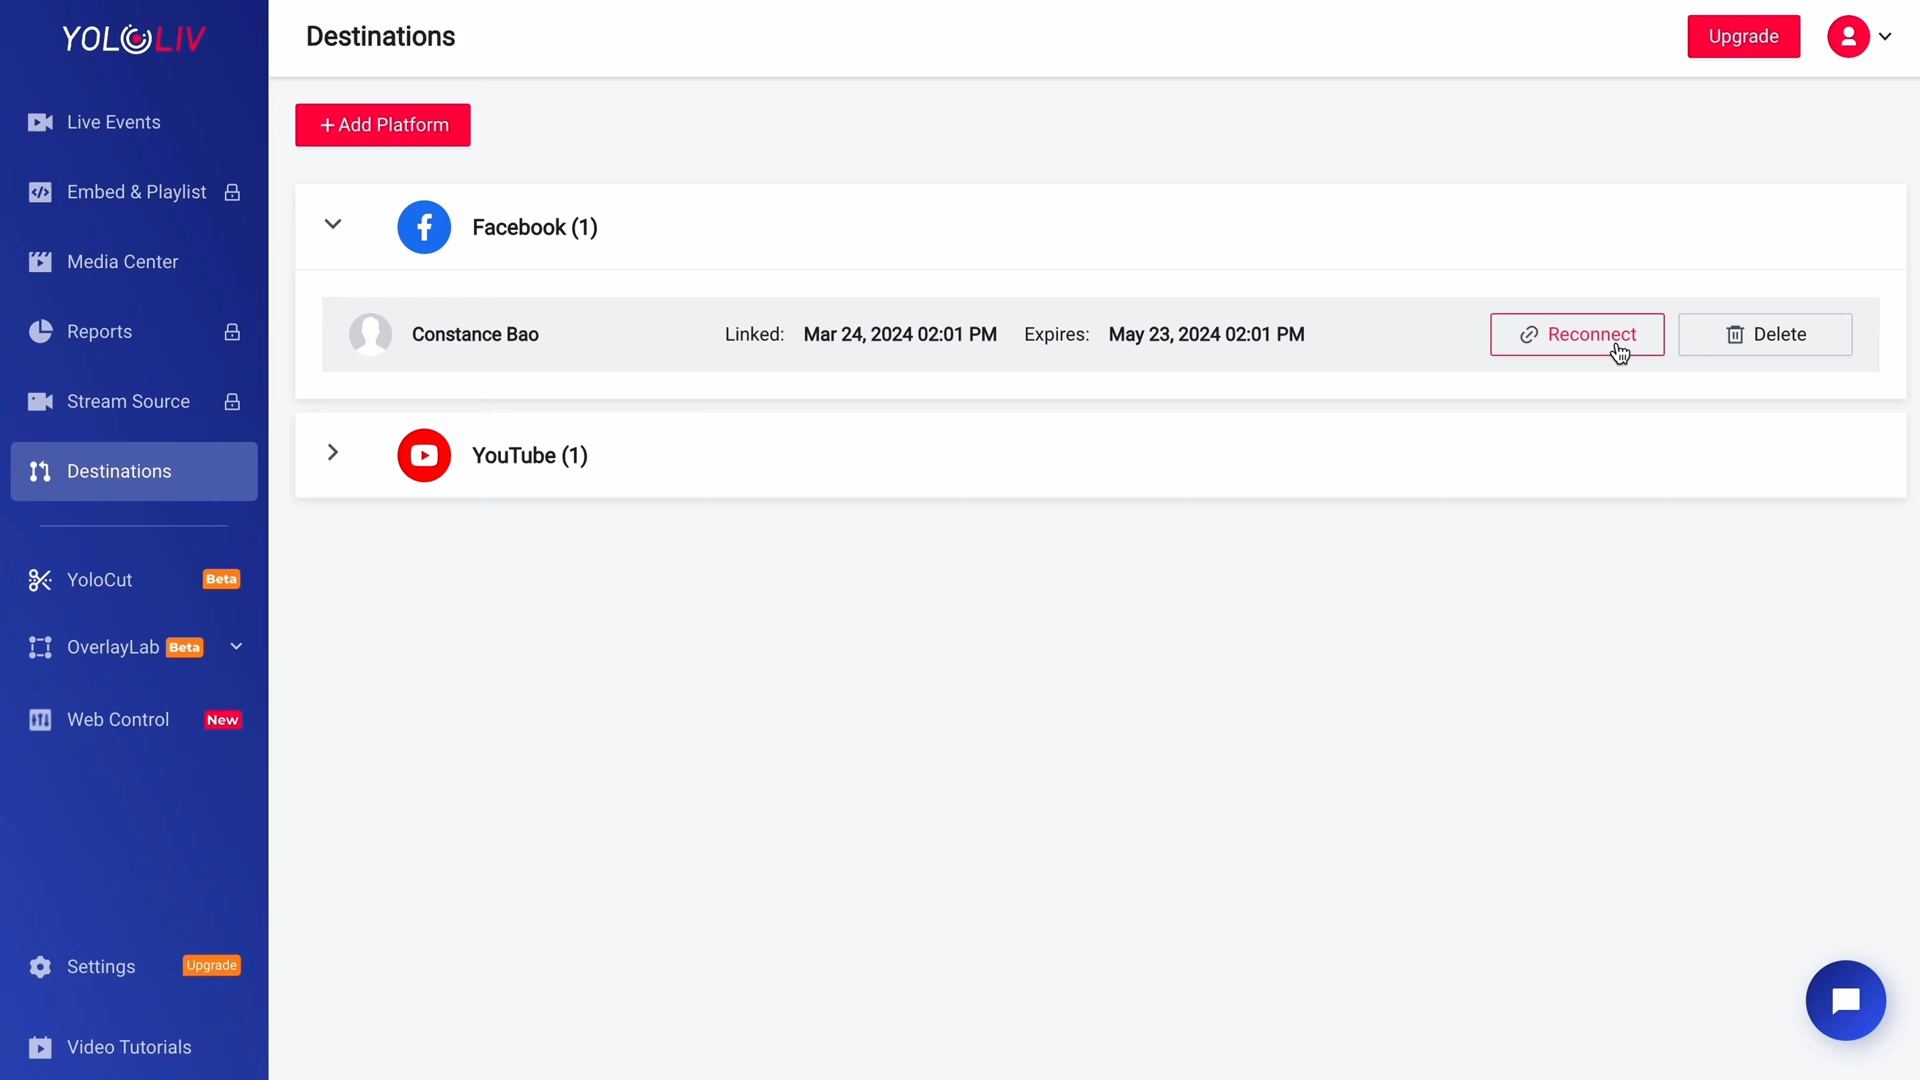 YOLOLIV
Destinations
Upgrade
Live Events
Embed & Playlist
Media Center
Reports
Stream Source
Destinations
YoloCut Beta
OverlayLab Beta
Web Control New
Settings Upgrade
Video Tutorials
+ Add Platform
Facebook (1)
Constance Bao Linked: Mar 24, 2024 02:01 PM Expires: May 23, 2024 02:01 PM Reconnect Delete
YouTube (1)